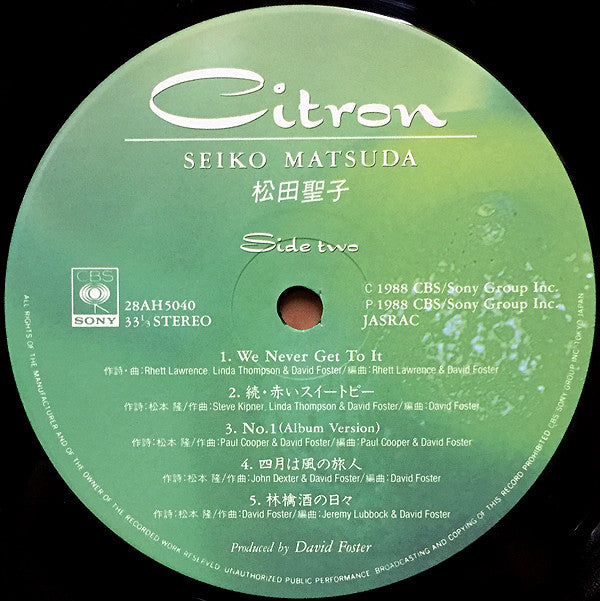 Citron
SEIKO MATSUDA
松田聖子
Side two
CBS
SONY
28AH5040
33⅓ STEREO
C 1988 CBS/Sony Group Inc.
P 1988 CBS/Sony Group Inc.
JASRAC
1. We Never Get To It
作詩・曲:Rhett Lawrence, Linda Thompson & David Foster/編曲:Rhett Lawrence & David Foster
2. 続・赤いスイートピー
作詩:松本 隆/作曲:Steve Kipner, Linda Thompson & David Foster/編曲:David Foster
3. No.1 (Album Version)
作詩:松本 隆/作曲:Paul Cooper & David Foster/編曲:Paul Cooper & David Foster
4. 四月は風の旅人
作詩:松本 隆/作曲:John Dexter & David Foster/編曲:David Foster
5. 林檎酒の日々
作詩:松本 隆/作曲:David Foster/編曲:Jeremy Lubbock & David Foster
Produced by David Foster
ALL RIGHTS OF THE MANUFACTURER AND OF THE OWNER OF THE RECORDED WORK RESERVED. UNAUTHORIZED PUBLIC PERFORMANCE, BROADCASTING AND COPYING OF THIS RECORD PROHIBITED CBS SONY GROUP INC. TOKYO JAPAN